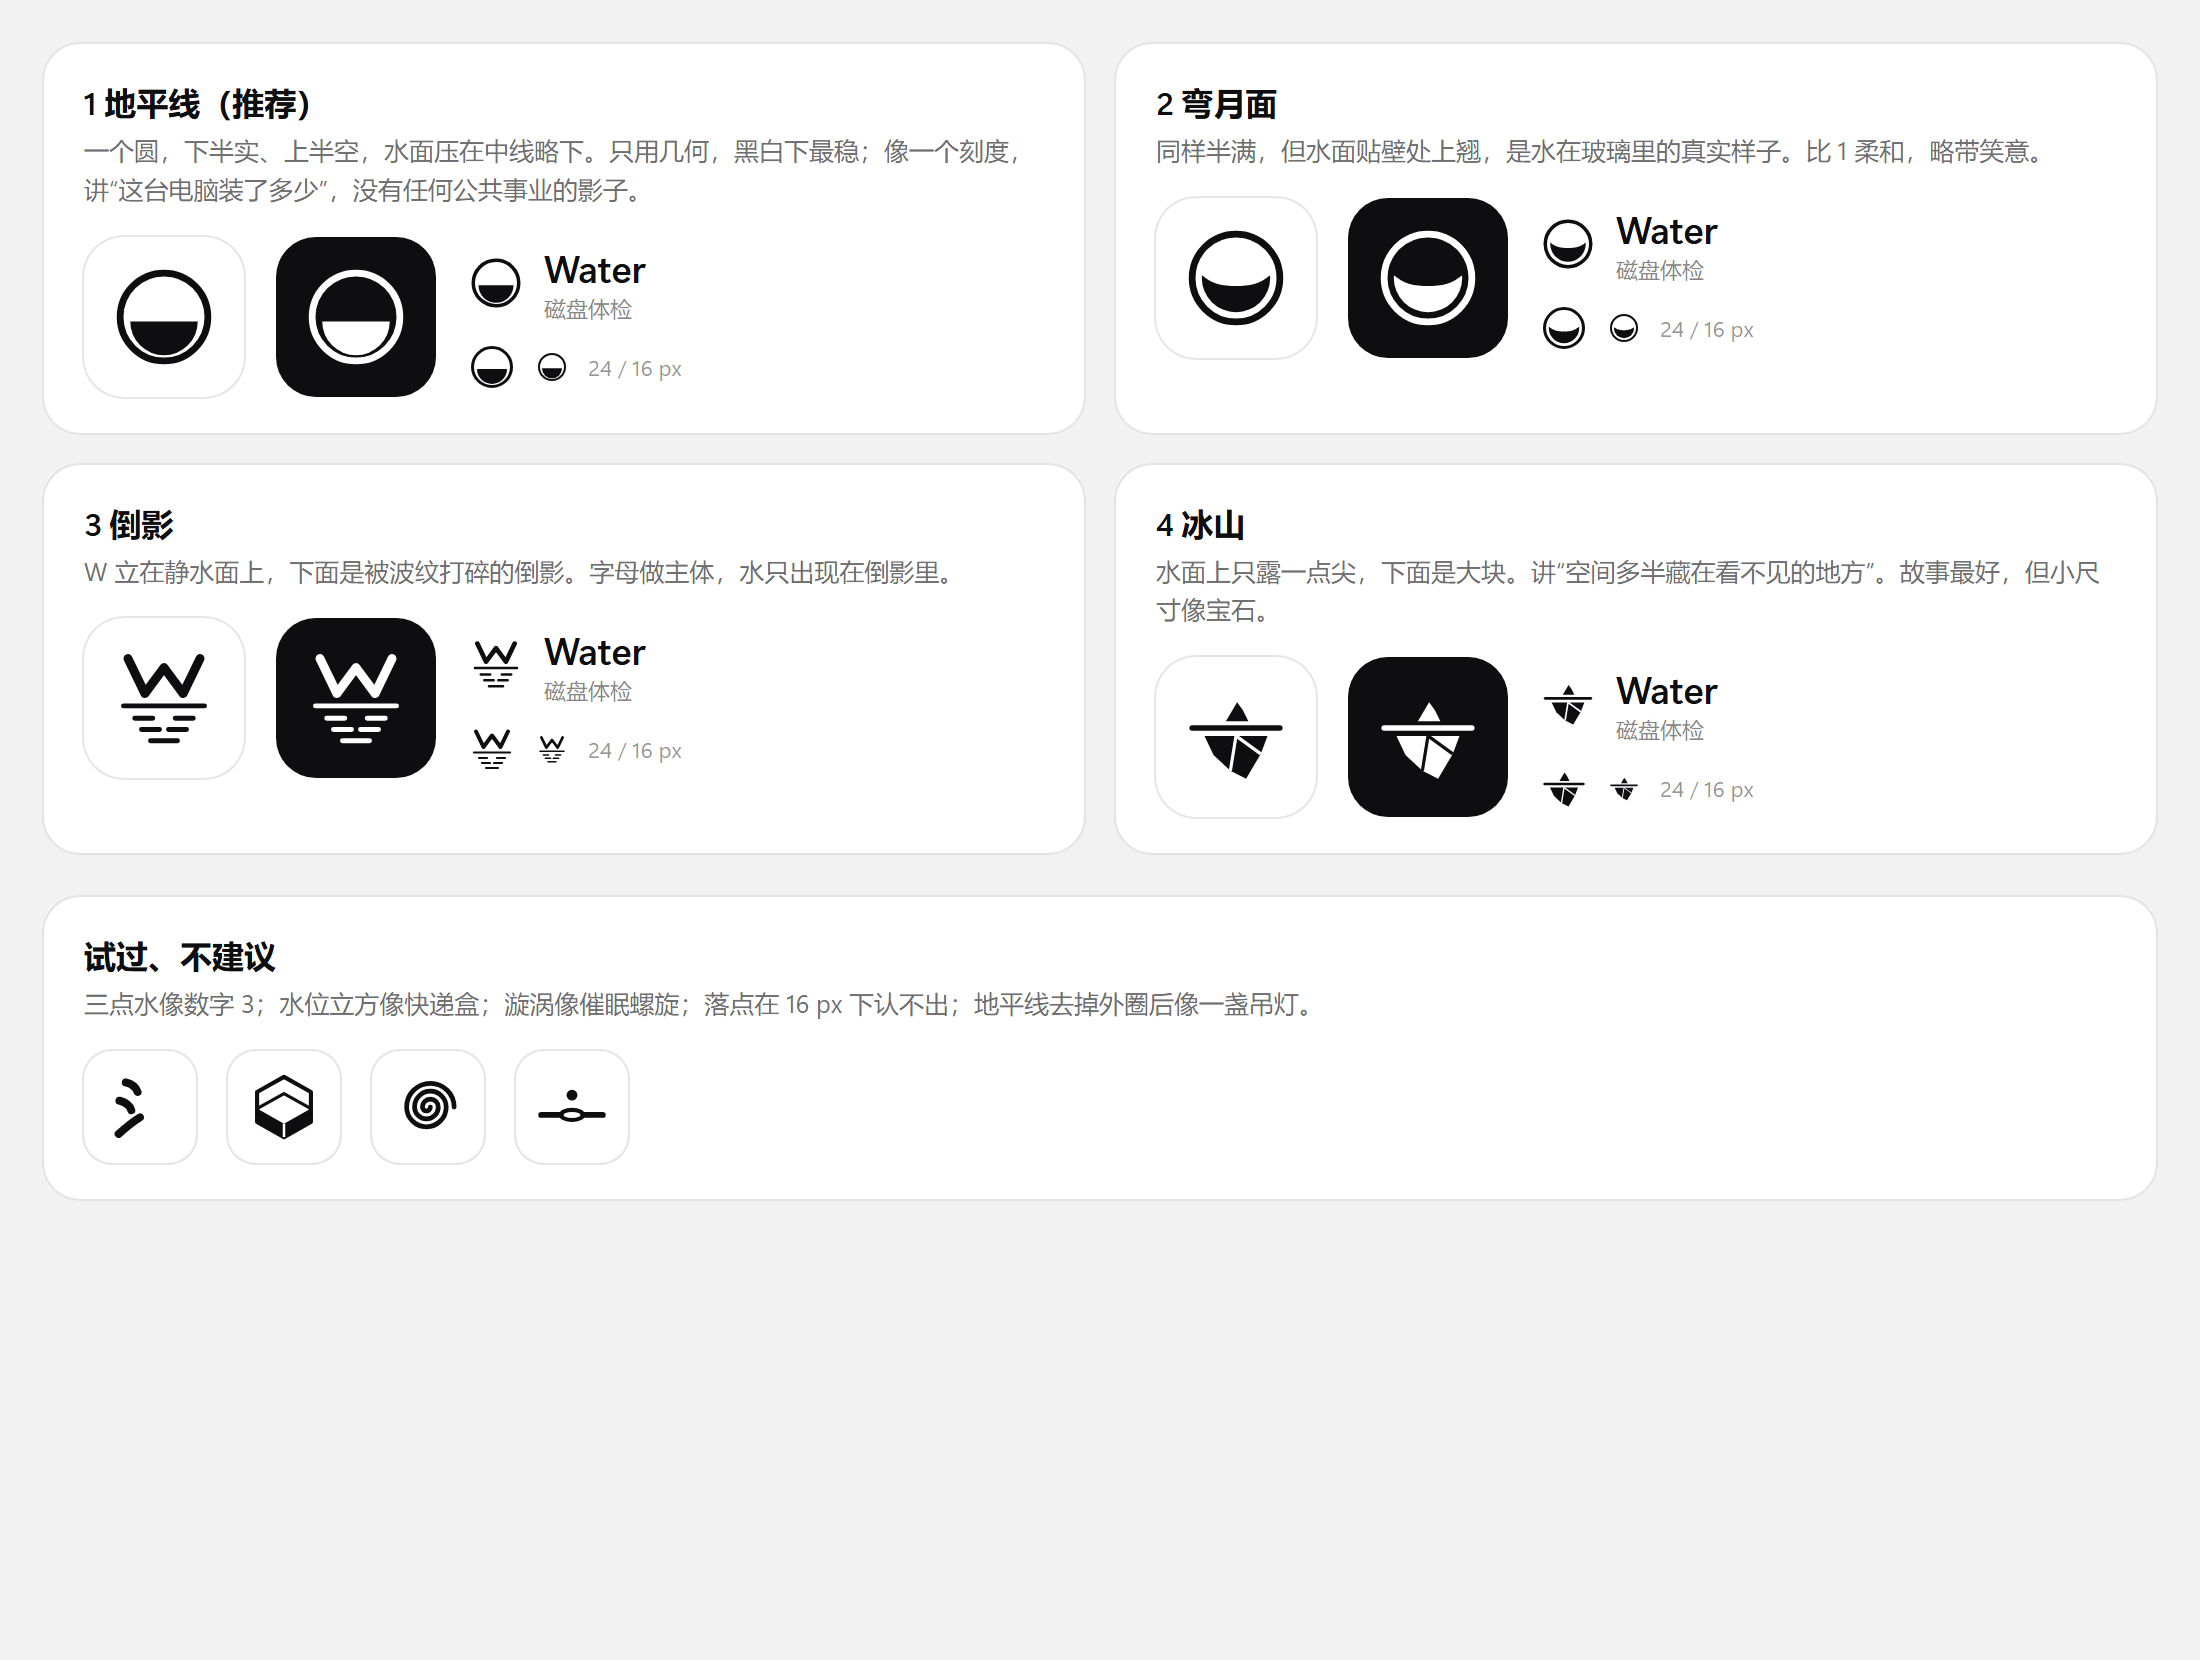 1 地平线（推荐）
一个圆，下半实、上半空，水面压在中线略下。只用几何，黑白下最稳；像一个刻度，
讲“这台电脑装了多少”，没有任何公共事业的影子。
Water
磁盘体检
24 / 16 px
2 弯月面
同样半满，但水面贴壁处上翘，是水在玻璃里的真实样子。比 1 柔和，略带笑意。
Water
磁盘体检
24 / 16 px
3 倒影
W 立在静水面上，下面是被波纹打碎的倒影。字母做主体，水只出现在倒影里。
Water
磁盘体检
24 / 16 px
4 冰山
水面上只露一点尖，下面是大块。讲“空间多半藏在看不见的地方”。故事最好，但小尺
寸像宝石。
Water
磁盘体检
24 / 16 px
试过、不建议
三点水像数字 3；水位立方像快递盒；漩涡像催眠螺旋；落点在 16 px 下认不出；地平线去掉外圈后像一盏吊灯。